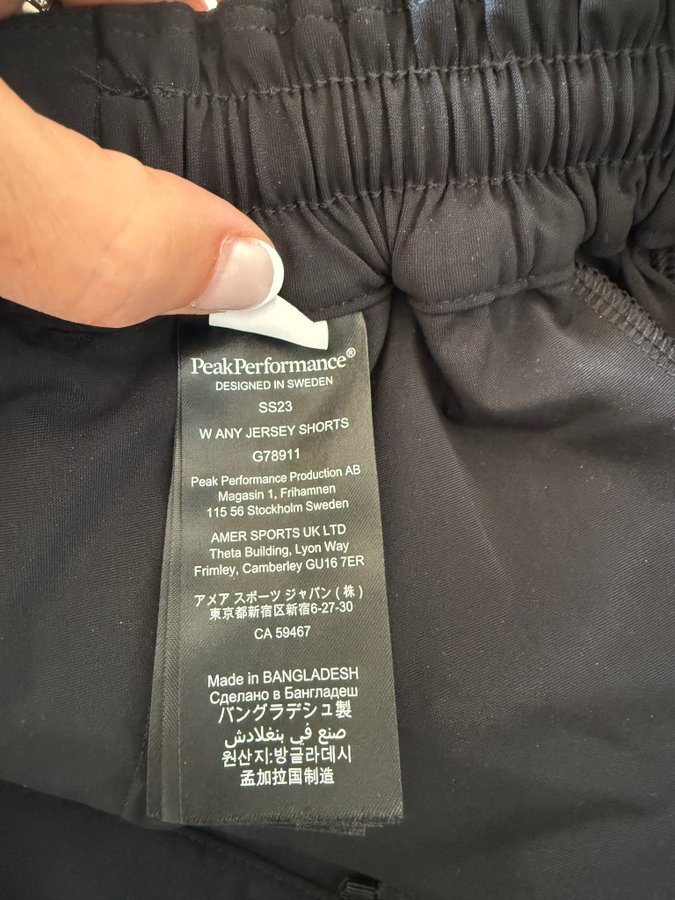 PeakPerformance®
DESIGNED IN SWEDEN
SS23
W ANY JERSEY SHORTS
G78911
Peak Performance Production AB
Magasin 1, Frihamnen
115 56 Stockholm Sweden
AMER SPORTS UK LTD
Theta Building, Lyon Way
Frimley, Camberley GU16 7ER
アメア スポーツ ジャパン ( 株 )
東京都新宿区新宿6-27-30
CA 59467
Made in BANGLADESH
Сделано в Бангладеш
バングラデシュ製
صنع في بنغلادش
원산지:방글라데시
孟加拉国制造